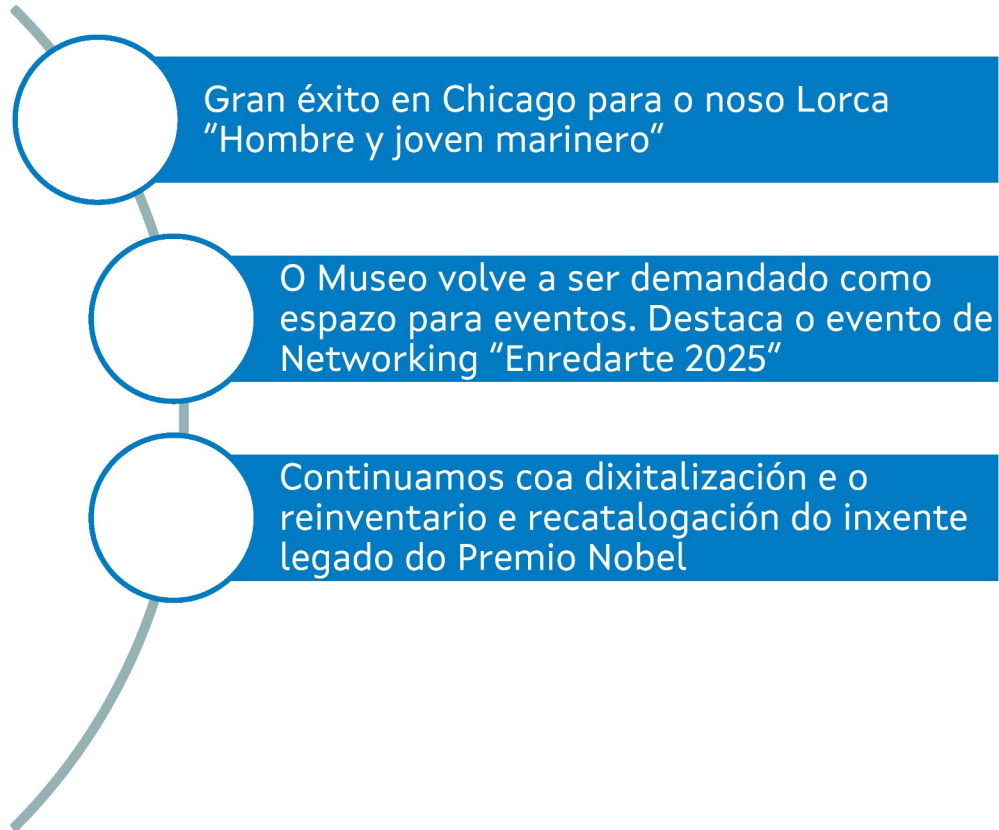 Gran éxito en Chicago para o noso Lorca
“Hombre y joven marinero”
O Museo volve a ser demandado como
espazo para eventos. Destaca o evento de
Networking “Enredarte 2025”
Continuamos coa dixitalización e o
reinventario e recatalogación do inxente
legado do Premio Nobel